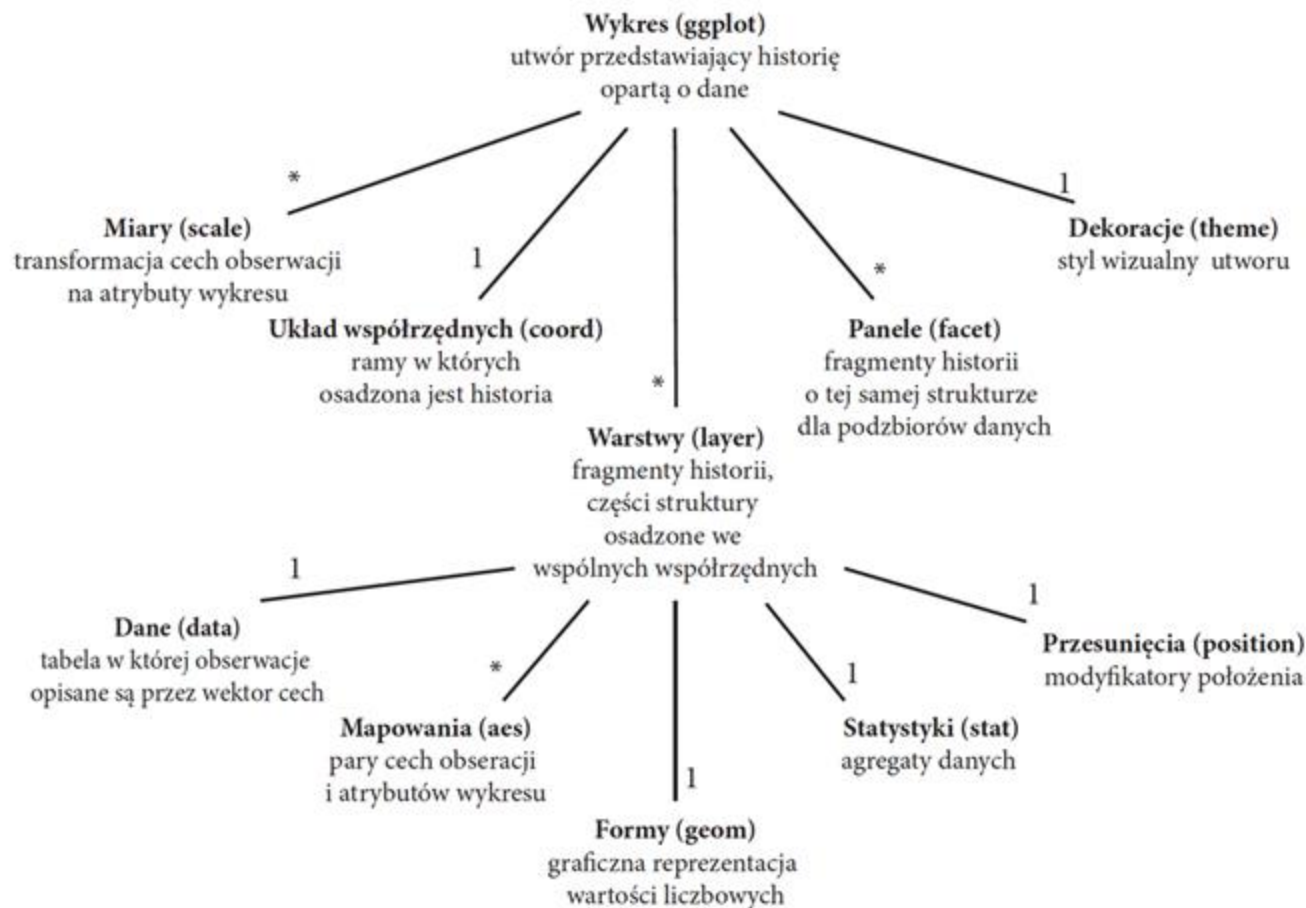 Wykres (ggplot)
utwór przedstawiający historię
opartą o dane
*
Miary (scale)
transformacja cech obserwacji
na atrybuty wykresu
1
Układ współrzędnych (coord)
ramy w których
osadzona jest historia
*
Warstwy (layer)
fragmenty historii,
części struktury
osadzone we
wspólnych współrzędnych
*
Panele (facet)
fragmenty historii
o tej samej strukturze
dla podzbiorów danych
1
Dekoracje (theme)
styl wizualny utworu
1
Dane (data)
tabela w której obserwacje
opisane są przez wektor cech
*
Mapowania (aes)
pary cech obseracji
i atrybutów wykresu
1
Formy (geom)
graficzna reprezentacja
wartości liczbowych
1
Statystyki (stat)
agregaty danych
1
Przesunięcia (position)
modyfikatory położenia